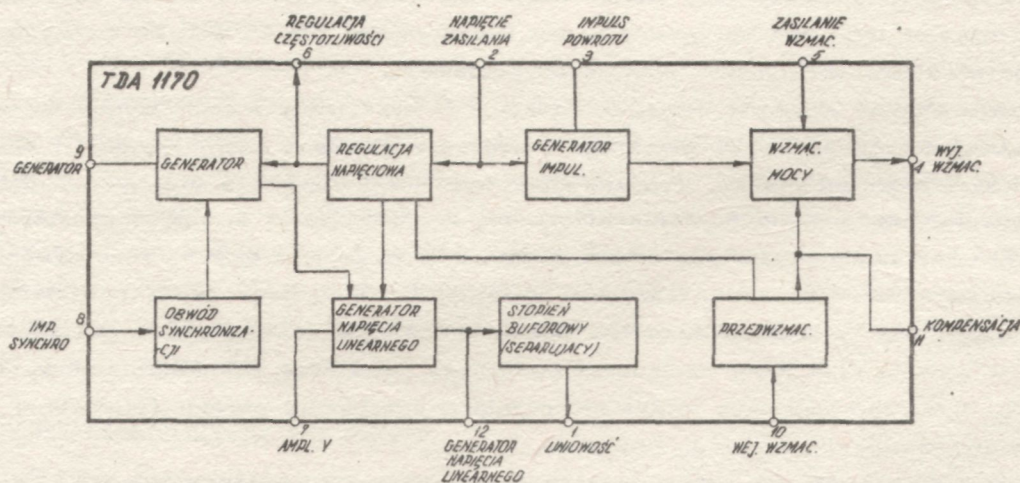 REGULACJA
CZĘSTOTLIWOŚCI
6
NAPIĘCIE
ZASILANIA
2
IMPULS
POWROTU
3
ZASILANIE
WZMAC.
5
TDA 1170
9
GENERATOR
GENERATOR
REGULACJA
NAPIĘCIOWA
GENERATOR
IMPUL.
WZMAC.
MOCY
WYJ.
WZMAC.
4
8
IMP.
SYNCHRO
OBWÓD
SYNCHRONIZA-
-CJI
GENERATOR
NAPIĘCIA
LINEARNEGO
STOPIEŃ
BUFOROWY
(SEPARUJACY)
PRZEDWZMAC.
KOMPENSACJA
11
7
AMPL. Y
12
GENERATOR
NAPIĘCIA
LINEARNEGO
1
LINIOWOŚĆ
10
WEJ. WZMAC.